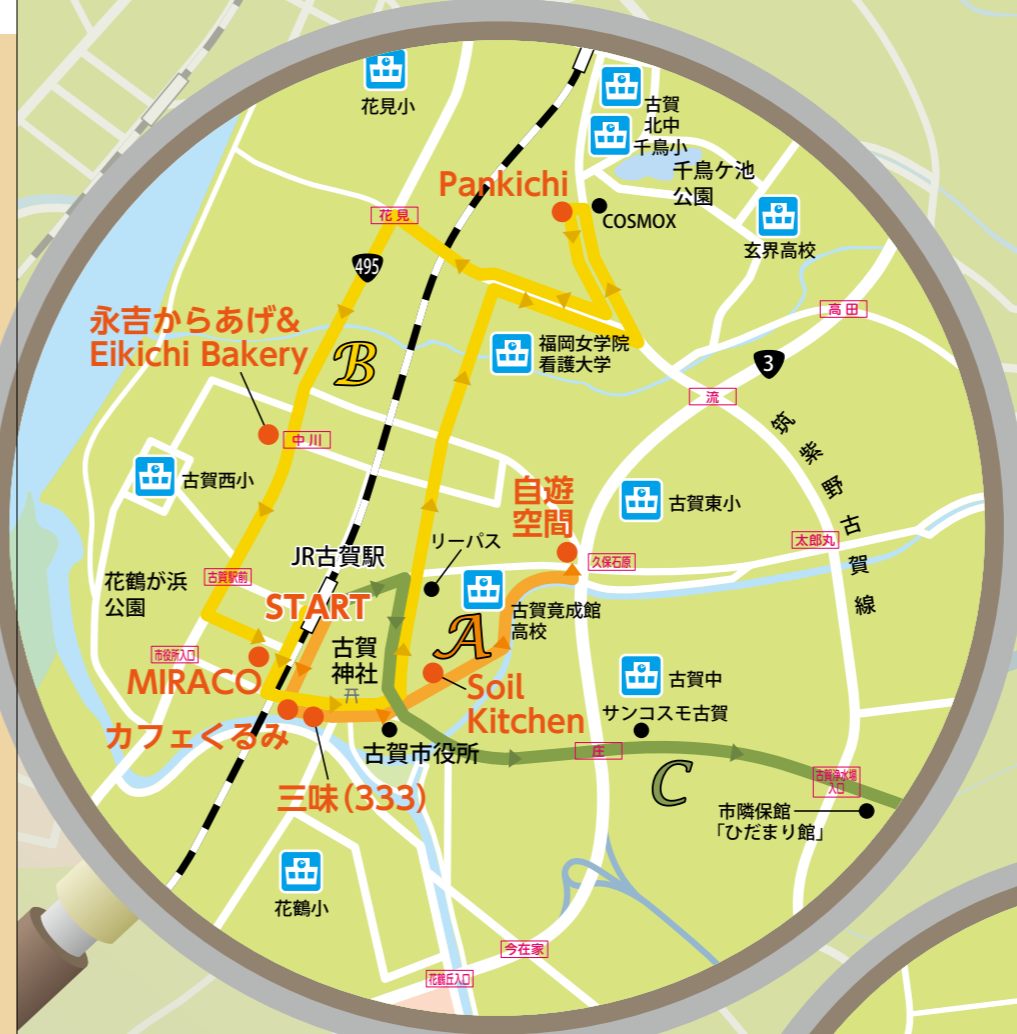 花見小
古賀
北中
千鳥小
千鳥ケ池
公園
Pankichi
COSMOX
花見
玄界高校
495
高田
永吉からあげ&
Eikichi Bakery
B
福岡女学院
看護大学
3
流
筑紫野古賀線
中川
古賀西小
自遊
空間
古賀東小
リーパス
太郎丸
JR古賀駅
久保石原
花鶴が浜
公園
古賀駅前
START
古賀竟成館
高校
A
古賀
神社
市役所入口
MIRACO
Soil
Kitchen
古賀中
サンコスモ古賀
カフェくるみ
古賀市役所
庄
C
古賀浄水場
入口
三味(333)
市隣保館
「ひだまり館」
花鶴小
今在家
花鶴丘入口